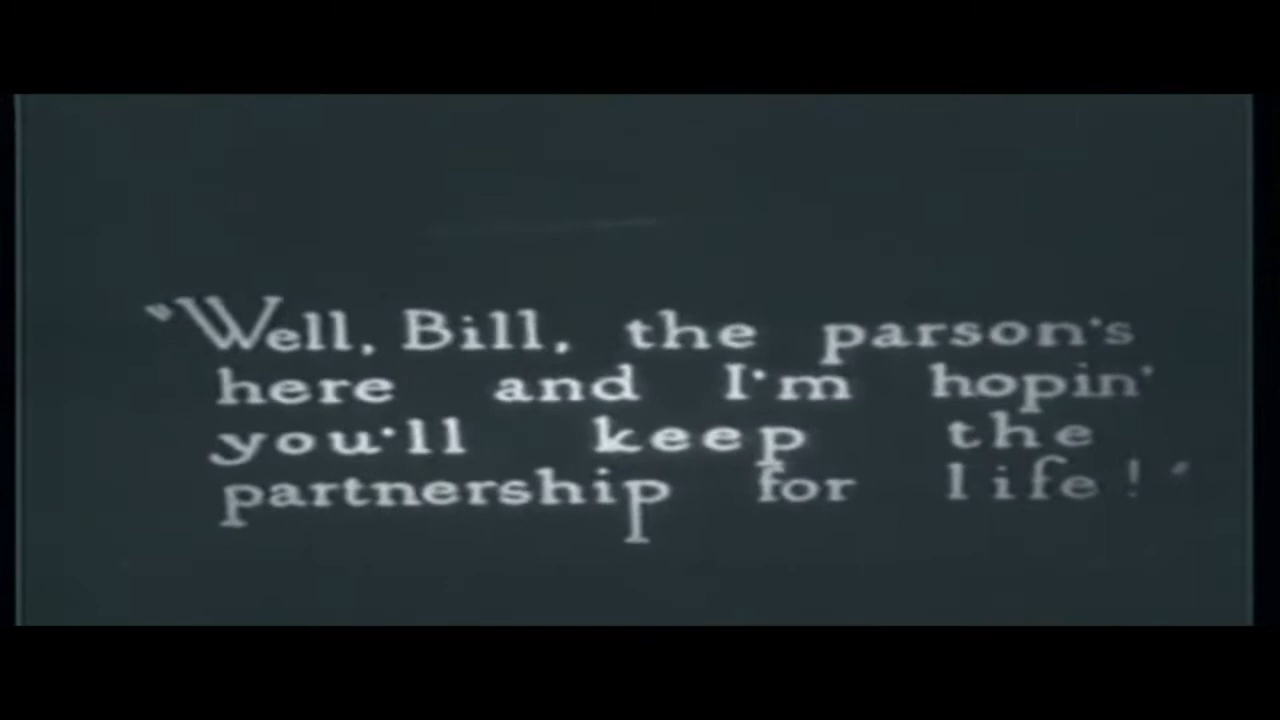 "Well, Bill, the parson's
here and I'm hopin'
you'll keep the
partnership for life!"